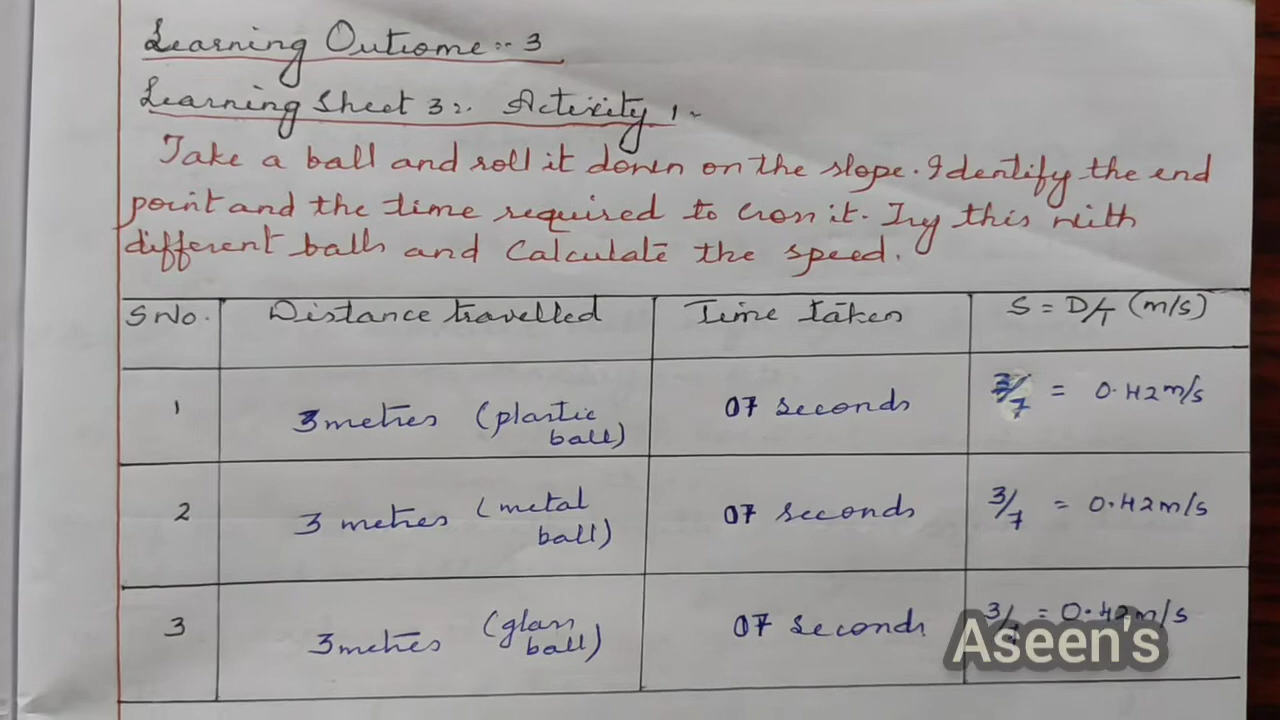 Learning Outcome:- 3
Learning Sheet 3:- Activity 1-
Take a ball and roll it down on the slope. Identify the end
point and the time required to cross it. Try this with
different balls and calculate the speed.
S No. Distance travelled Time taken S = D/T (m/s)
1 3 metres (plastic ball) 07 seconds 3/7 = 0.42 m/s
2 3 metres (metal ball) 07 seconds 3/7 = 0.42 m/s
3 3 metres (glass ball) 07 seconds 3/7 = 0.42 m/s
Aseen's